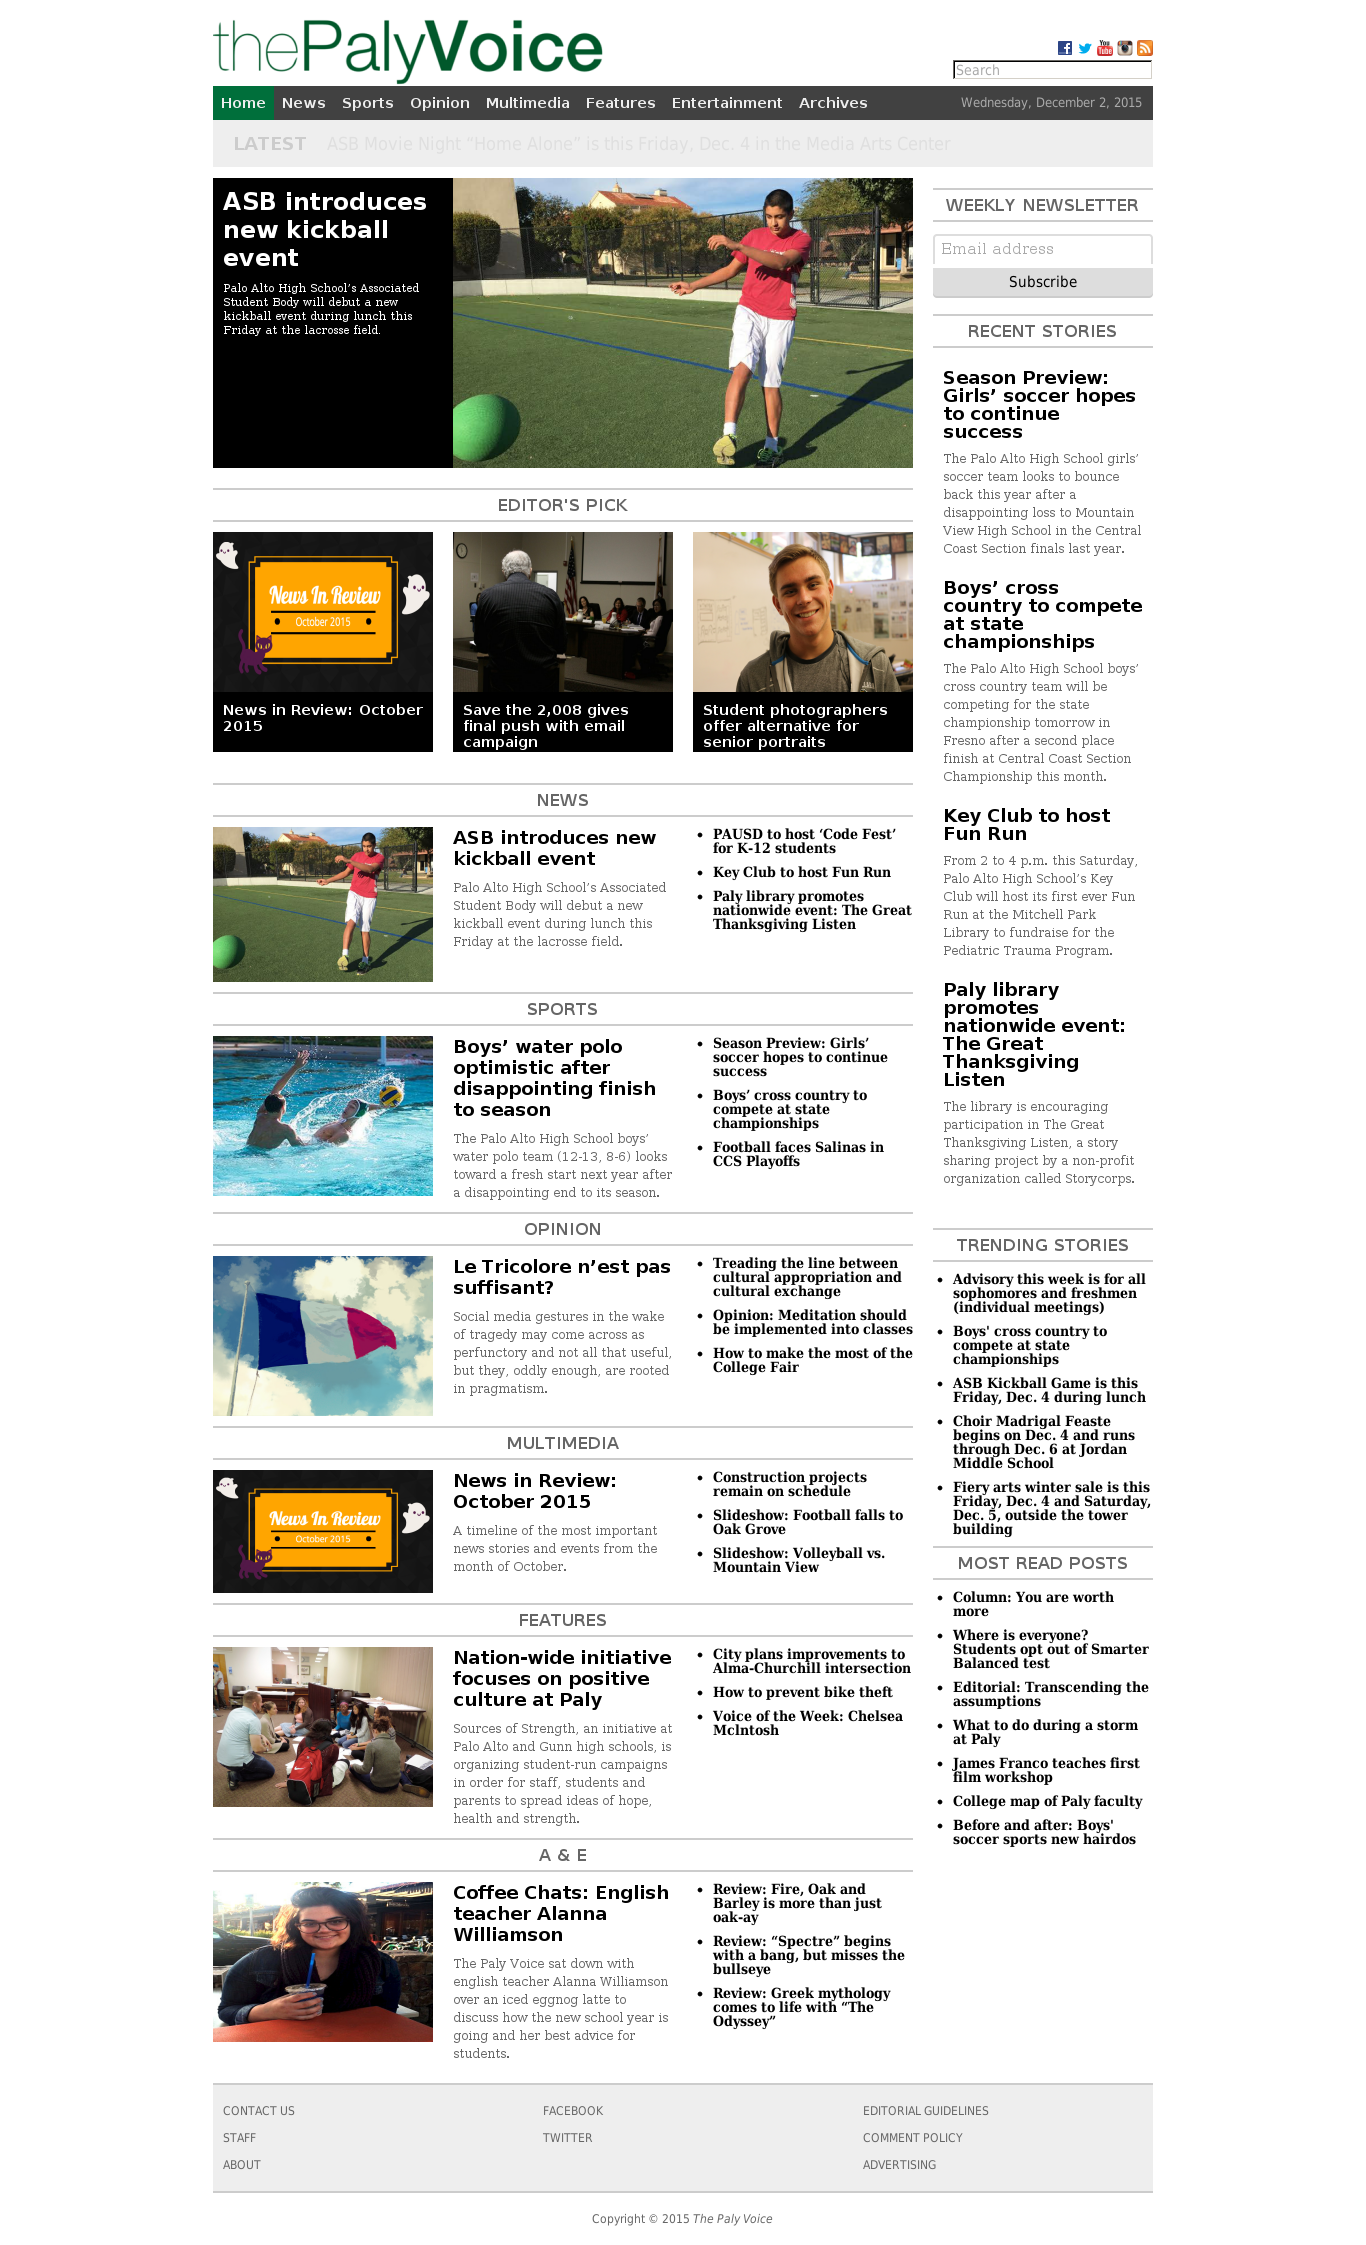 thePalyVoice
Search
Home News Sports Opinion Multimedia Features Entertainment Archives Wednesday, December 2, 2015
LATEST ASB Movie Night “Home Alone” is this Friday, Dec. 4 in the Media Arts Center
ASB introduces
new kickball
event
Palo Alto High School’s Associated
Student Body will debut a new
kickball event during lunch this
Friday at the lacrosse field.
EDITOR'S PICK
News In Review
October 2015
News in Review: October
2015
Save the 2,008 gives
final push with email
campaign
Student photographers
offer alternative for
senior portraits
NEWS
ASB introduces new
kickball event
Palo Alto High School’s Associated
Student Body will debut a new
kickball event during lunch this
Friday at the lacrosse field.
• PAUSD to host ‘Code Fest’
for K-12 students
• Key Club to host Fun Run
• Paly library promotes
nationwide event: The Great
Thanksgiving Listen
SPORTS
Boys’ water polo
optimistic after
disappointing finish
to season
The Palo Alto High School boys’
water polo team (12-13, 8-6) looks
toward a fresh start next year after
a disappointing end to its season.
• Season Preview: Girls’
soccer hopes to continue
success
• Boys’ cross country to
compete at state
championships
• Football faces Salinas in
CCS Playoffs
OPINION
Le Tricolore n’est pas
suffisant?
Social media gestures in the wake
of tragedy may come across as
perfunctory and not all that useful,
but they, oddly enough, are rooted
in pragmatism.
• Treading the line between
cultural appropriation and
cultural exchange
• Opinion: Meditation should
be implemented into classes
• How to make the most of the
College Fair
MULTIMEDIA
News In Review
October 2015
News in Review:
October 2015
A timeline of the most important
news stories and events from the
month of October.
• Construction projects
remain on schedule
• Slideshow: Football falls to
Oak Grove
• Slideshow: Volleyball vs.
Mountain View
FEATURES
Nation-wide initiative
focuses on positive
culture at Paly
Sources of Strength, an initiative at
Palo Alto and Gunn high schools, is
organizing student-run campaigns
in order for staff, students and
parents to spread ideas of hope,
health and strength.
• City plans improvements to
Alma-Churchill intersection
• How to prevent bike theft
• Voice of the Week: Chelsea
McIntosh
A & E
Coffee Chats: English
teacher Alanna
Williamson
The Paly Voice sat down with
english teacher Alanna Williamson
over an iced eggnog latte to
discuss how the new school year is
going and her best advice for
students.
• Review: Fire, Oak and
Barley is more than just
oak-ay
• Review: “Spectre” begins
with a bang, but misses the
bullseye
• Review: Greek mythology
comes to life with “The
Odyssey”
WEEKLY NEWSLETTER
Email address
Subscribe
RECENT STORIES
Season Preview:
Girls’ soccer hopes
to continue
success
The Palo Alto High School girls’
soccer team looks to bounce
back this year after a
disappointing loss to Mountain
View High School in the Central
Coast Section finals last year.
Boys’ cross
country to compete
at state
championships
The Palo Alto High School boys’
cross country team will be
competing for the state
championship tomorrow in
Fresno after a second place
finish at Central Coast Section
Championship this month.
Key Club to host
Fun Run
From 2 to 4 p.m. this Saturday,
Palo Alto High School’s Key
Club will host its first ever Fun
Run at the Mitchell Park
Library to fundraise for the
Pediatric Trauma Program.
Paly library
promotes
nationwide event:
The Great
Thanksgiving
Listen
The library is encouraging
participation in The Great
Thanksgiving Listen, a story
sharing project by a non-profit
organization called Storycorps.
TRENDING STORIES
• Advisory this week is for all
sophomores and freshmen
(individual meetings)
• Boys' cross country to
compete at state
championships
• ASB Kickball Game is this
Friday, Dec. 4 during lunch
• Choir Madrigal Feaste
begins on Dec. 4 and runs
through Dec. 6 at Jordan
Middle School
• Fiery arts winter sale is this
Friday, Dec. 4 and Saturday,
Dec. 5, outside the tower
building
MOST READ POSTS
• Column: You are worth
more
• Where is everyone?
Students opt out of Smarter
Balanced test
• Editorial: Transcending the
assumptions
• What to do during a storm
at Paly
• James Franco teaches first
film workshop
• College map of Paly faculty
• Before and after: Boys'
soccer sports new hairdos
CONTACT US FACEBOOK EDITORIAL GUIDELINES
STAFF TWITTER COMMENT POLICY
ABOUT ADVERTISING
Copyright © 2015 The Paly Voice